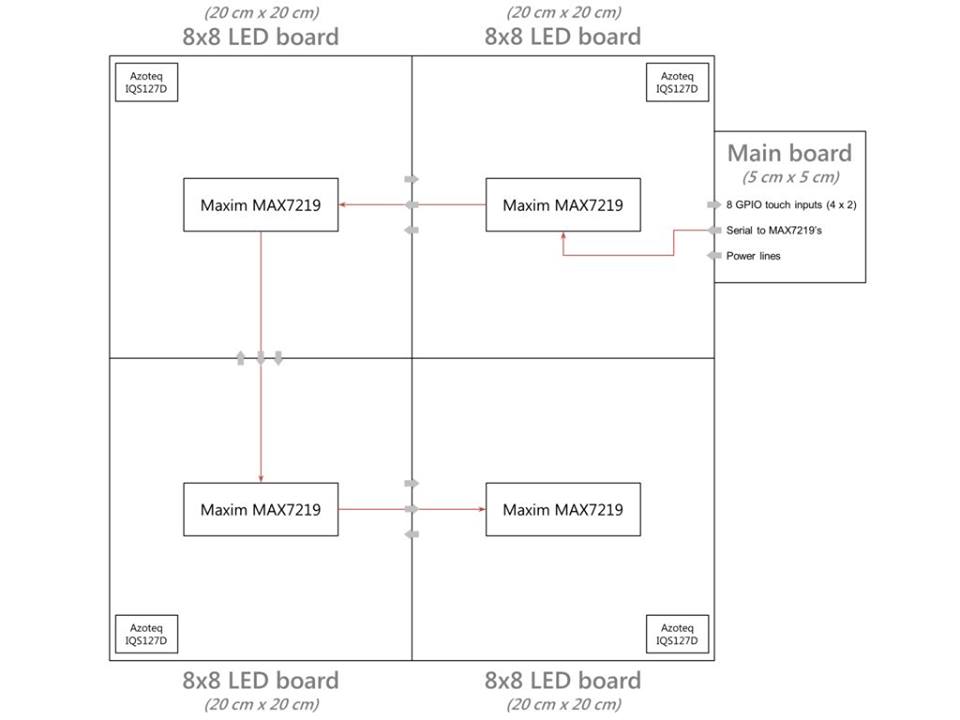 (20 cm x 20 cm)
8x8 LED board
(20 cm x 20 cm)
8x8 LED board
Azoteq
IQS127D
Azoteq
IQS127D
Maxim MAX7219
Maxim MAX7219
Main board
(5 cm x 5 cm)
8 GPIO touch inputs (4 x 2)
Serial to MAX7219's
Power lines
Maxim MAX7219
Maxim MAX7219
Azoteq
IQS127D
Azoteq
IQS127D
8x8 LED board
(20 cm x 20 cm)
8x8 LED board
(20 cm x 20 cm)